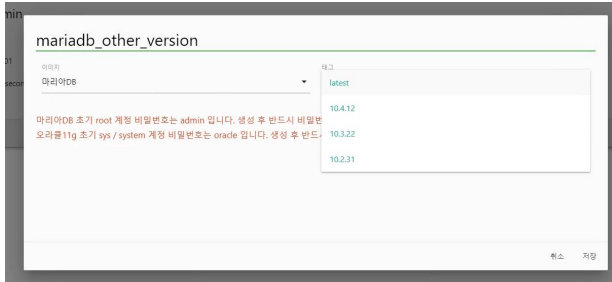 min
mariadb_other_version
01
이미지
태그
secon
마리아DB
latest
10.4.12
마리아DB 초기 root 계정 비밀번호는 admin 입니다. 생성 후 반드시 비밀번
10.3.22
오라클11g 초기 sys / system 계정 비밀번호는 oracle 입니다. 생성 후 반드시
10.2.31
취소
저장